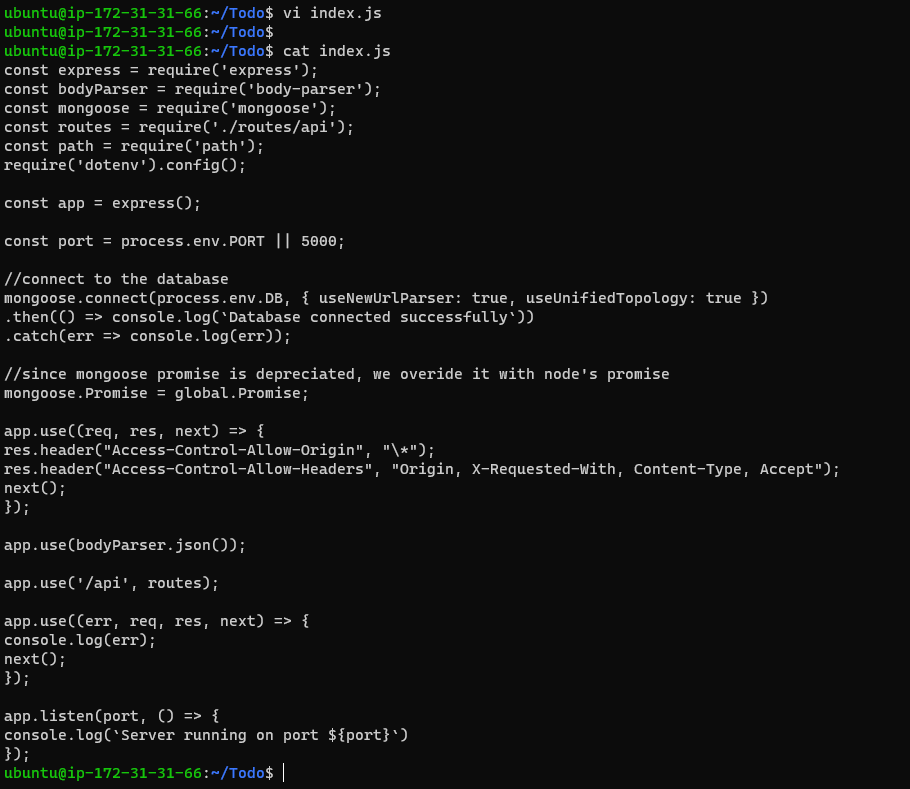 ubuntu@ip-172-31-31-66:~/Todo$ vi index.js
ubuntu@ip-172-31-31-66:~/Todo$
ubuntu@ip-172-31-31-66:~/Todo$ cat index.js
const express = require('express');
const bodyParser = require('body-parser');
const mongoose = require('mongoose');
const routes = require('./routes/api');
const path = require('path');
require('dotenv').config();

const app = express();

const port = process.env.PORT || 5000;

//connect to the database
mongoose.connect(process.env.DB, { useNewUrlParser: true, useUnifiedTopology: true })
.then(() => console.log(`Database connected successfully`))
.catch(err => console.log(err));

//since mongoose promise is depreciated, we overide it with node's promise
mongoose.Promise = global.Promise;

app.use((req, res, next) => {
res.header("Access-Control-Allow-Origin", "\*");
res.header("Access-Control-Allow-Headers", "Origin, X-Requested-With, Content-Type, Accept");
next();
});

app.use(bodyParser.json());

app.use('/api', routes);

app.use((err, req, res, next) => {
console.log(err);
next();
});

app.listen(port, () => {
console.log(`Server running on port ${port}`)
});
ubuntu@ip-172-31-31-66:~/Todo$